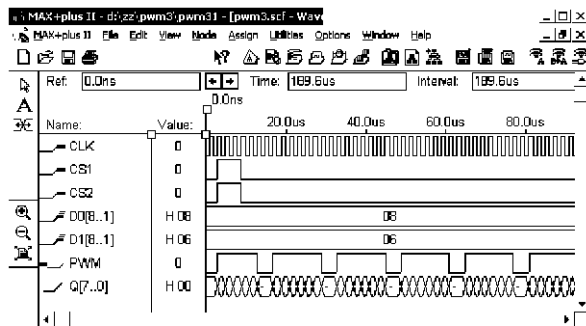 MAX+plus II - d:\zz\pwm3\pwm31 - [pwm3.scf - Wav
MAX+plus II File Edit View Node Assign Utilities Options Window Help
Ref: 0.0ns Time: 189.6us Interval: 189.6us
0.0ns
Name: Value: 20.0us 40.0us 60.0us 80.0us
CLK 0
CS1 0
CS2 0
D0[8..1] H 08 08
D1[8..1] H 06 06
PWM 0
Q[7..0] H 00